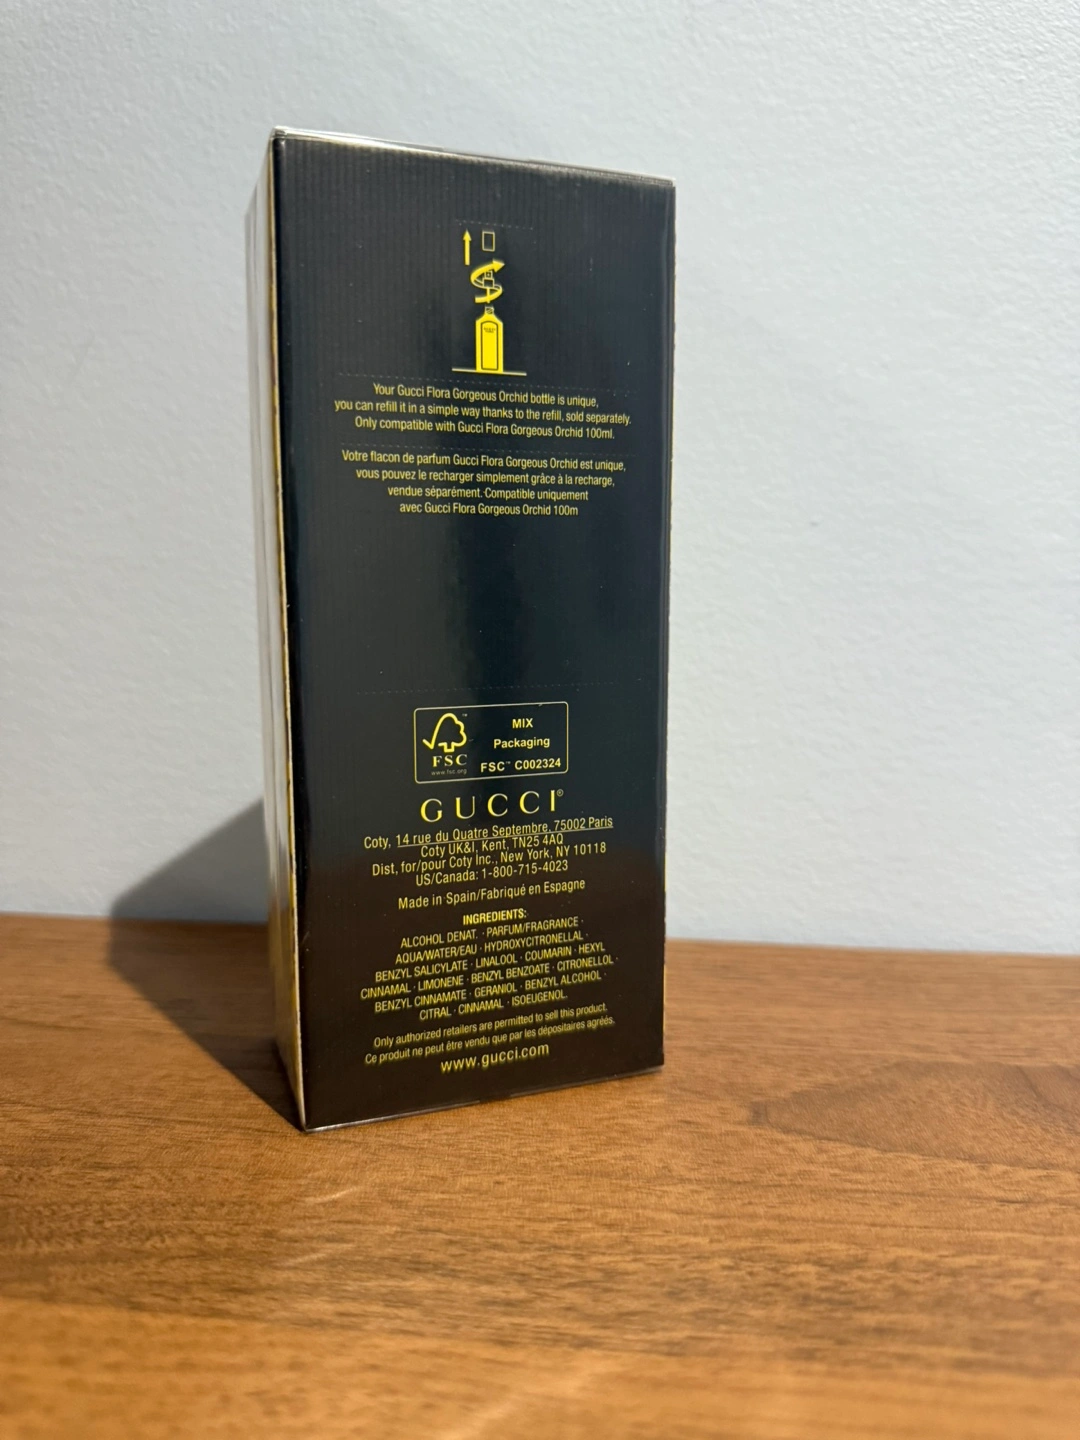 Your Gucci Flora Gorgeous Orchid bottle is unique,
you can refill it in a simple way thanks to the refill, sold separately.
Only compatible with Gucci Flora Gorgeous Orchid 100ml.
Votre flacon de parfum Gucci Flora Gorgeous Orchid est unique,
vous pouvez le recharger simplement grâce à la recharge,
vendue séparément. Compatible uniquement
avec Gucci Flora Gorgeous Orchid 100m
FSC™
www.fsc.org
MIX
Packaging
FSC™ C002324
GUCCI®
Coty, 14 rue du Quatre Septembre, 75002 Paris
Coty UK&I, Kent, TN25 4AQ
Dist, for/pour Coty Inc., New York, NY 10118
US/Canada: 1-800-715-4023
Made in Spain/Fabriqué en Espagne
INGREDIENTS:
ALCOHOL DENAT. · PARFUM/FRAGRANCE ·
AQUA/WATER/EAU · HYDROXYCITRONELLAL ·
BENZYL SALICYLATE · LINALOOL · COUMARIN · HEXYL
CINNAMAL · LIMONENE · BENZYL BENZOATE · CITRONELLOL ·
BENZYL CINNAMATE · GERANIOL · BENZYL ALCOHOL ·
CITRAL · CINNAMAL · ISOEUGENOL.
Only authorized retailers are permitted to sell this product.
Ce produit ne peut être vendu que par les dépositaires agréés.
www.gucci.com